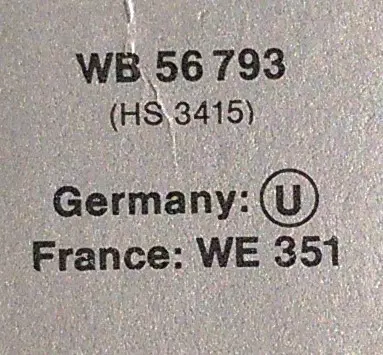 WB 56 793
(HS 3415)
Germany: Ⓤ
France: WE 351